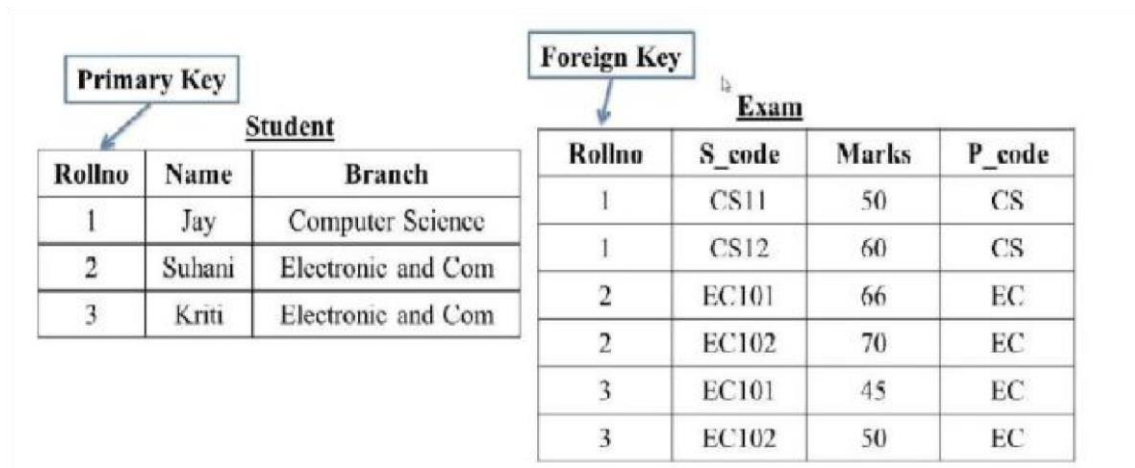 Primary Key
Student
Rollno Name Branch
1 Jay Computer Science
2 Suhani Electronic and Com
3 Kriti Electronic and Com
Foreign Key
Exam
Rollno S_code Marks P_code
1 CS11 50 CS
1 CS12 60 CS
2 EC101 66 EC
2 EC102 70 EC
3 EC101 45 EC
3 EC102 50 EC